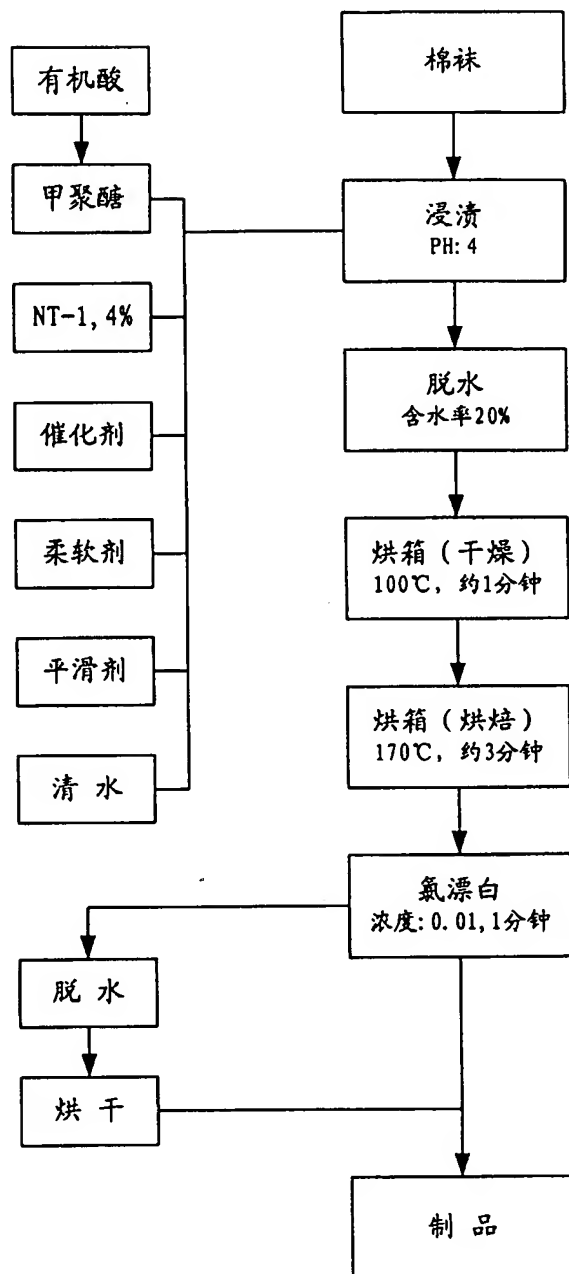 有机酸
棉袜
甲聚醣
浸渍
PH: 4
NT-1, 4%
脱水
含水率20%
催化剂
柔软剂
烘箱（干燥）
100℃, 约1分钟
平滑剂
烘箱（烘焙）
170℃, 约3分钟
清 水
氯漂白
浓度: 0.01, 1分钟
脱 水
烘 干
制 品